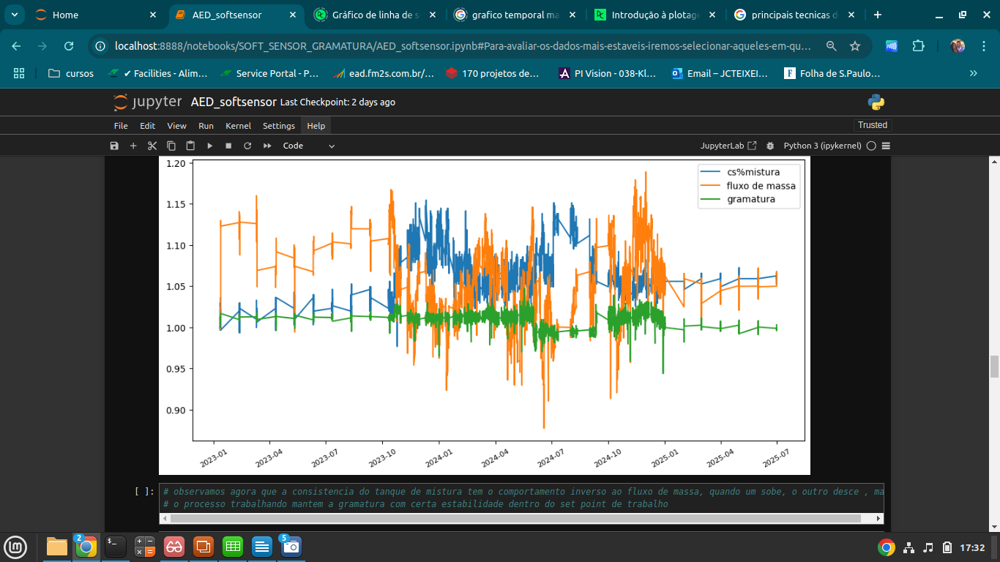 Home
AED_softsensor
Gráfico de linha de s
grafico temporal ma
Introdução à plotage
principais tecnicas d
localhost:8888/notebooks/SOFT_SENSOR_GRAMATURA/AED_softsensor.ipynb#Para-avaliar-os-dados-mais-estaveis-iremos-selecionar-aqueles-em-qu…
cursos
✔ Facilities - Alim…
Service Portal - P…
ead.fm2s.com.br/…
170 projetos de…
PI Vision - 038-Kl…
Email – JCTEIXEI…
Folha de S.Paulo…
jupyter AED_softsensor Last Checkpoint: 2 days ago
File Edit View Run Kernel Settings Help
Trusted
Code
JupyterLab
Python 3 (ipykernel)
1.20
1.15
1.10
1.05
1.00
0.95
0.90
cs%mistura
fluxo de massa
gramatura
2023-01
2023-04
2023-07
2023-10
2024-01
2024-04
2024-07
2024-10
2025-01
2025-04
2025-07
[ ]:
# observamos agora que a consistencia do tanque de mistura tem o comportamento inverso ao fluxo de massa, quando um sobe, o outro desce , ma
# o processo trabalhando mantem a gramatura com certa estabilidade dentro do set point de trabalho
2
5
17:32